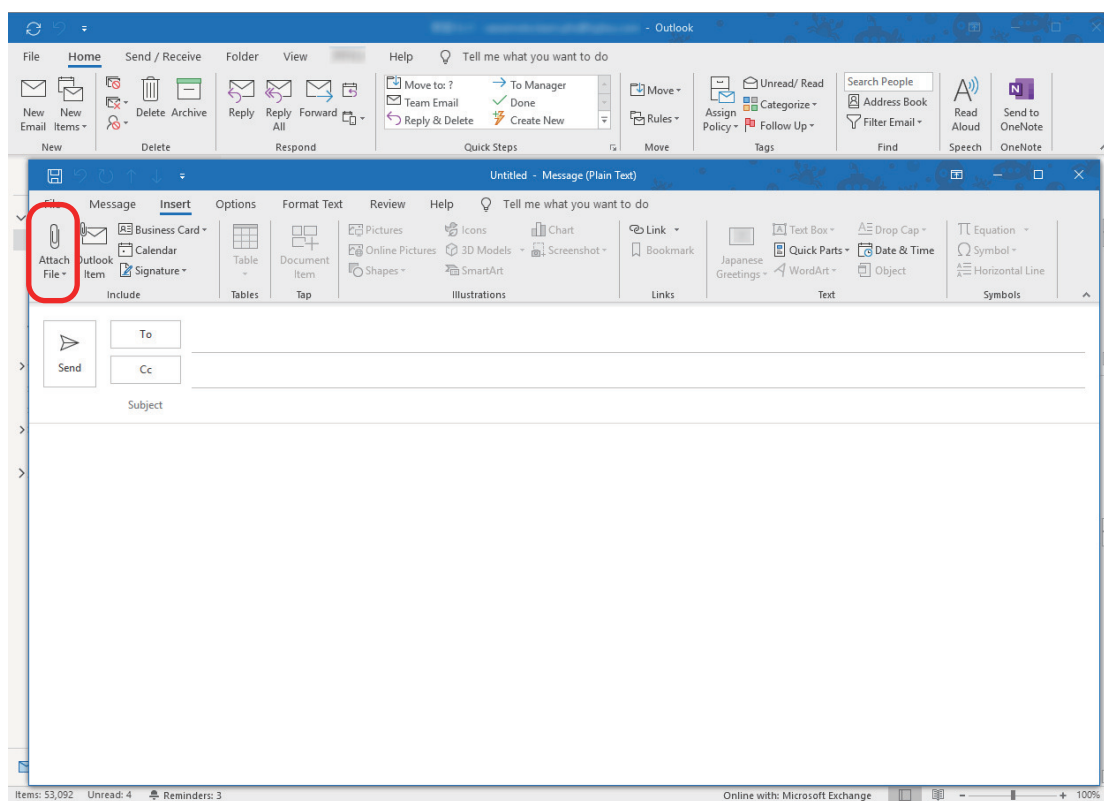 - Outlook
File Home Send / Receive Folder View Help Tell me what you want to do
New Email New Items Delete Archive Reply Reply All Forward Move to: ? To Manager Team Email Done Reply & Delete Create New Move Rules Assign Policy Unread/ Read Categorize Follow Up Search People Address Book Filter Email Read Aloud Send to OneNote
New Delete Respond Quick Steps Move Tags Find Speech OneNote
Untitled - Message (Plain Text)
File Message Insert Options Format Text Review Help Tell me what you want to do
Attach File Outlook Item Business Card Calendar Signature Table Document Item Pictures Online Pictures Shapes Icons 3D Models SmartArt Chart Screenshot Link Bookmark Japanese Greetings Text Box Quick Parts WordArt Drop Cap Date & Time Object Equation Symbol Horizontal Line
Include Tables Tap Illustrations Links Text Symbols
Send
To
Cc
Subject
Items: 53,092 Unread: 4 Reminders: 3 Online with: Microsoft Exchange 100%